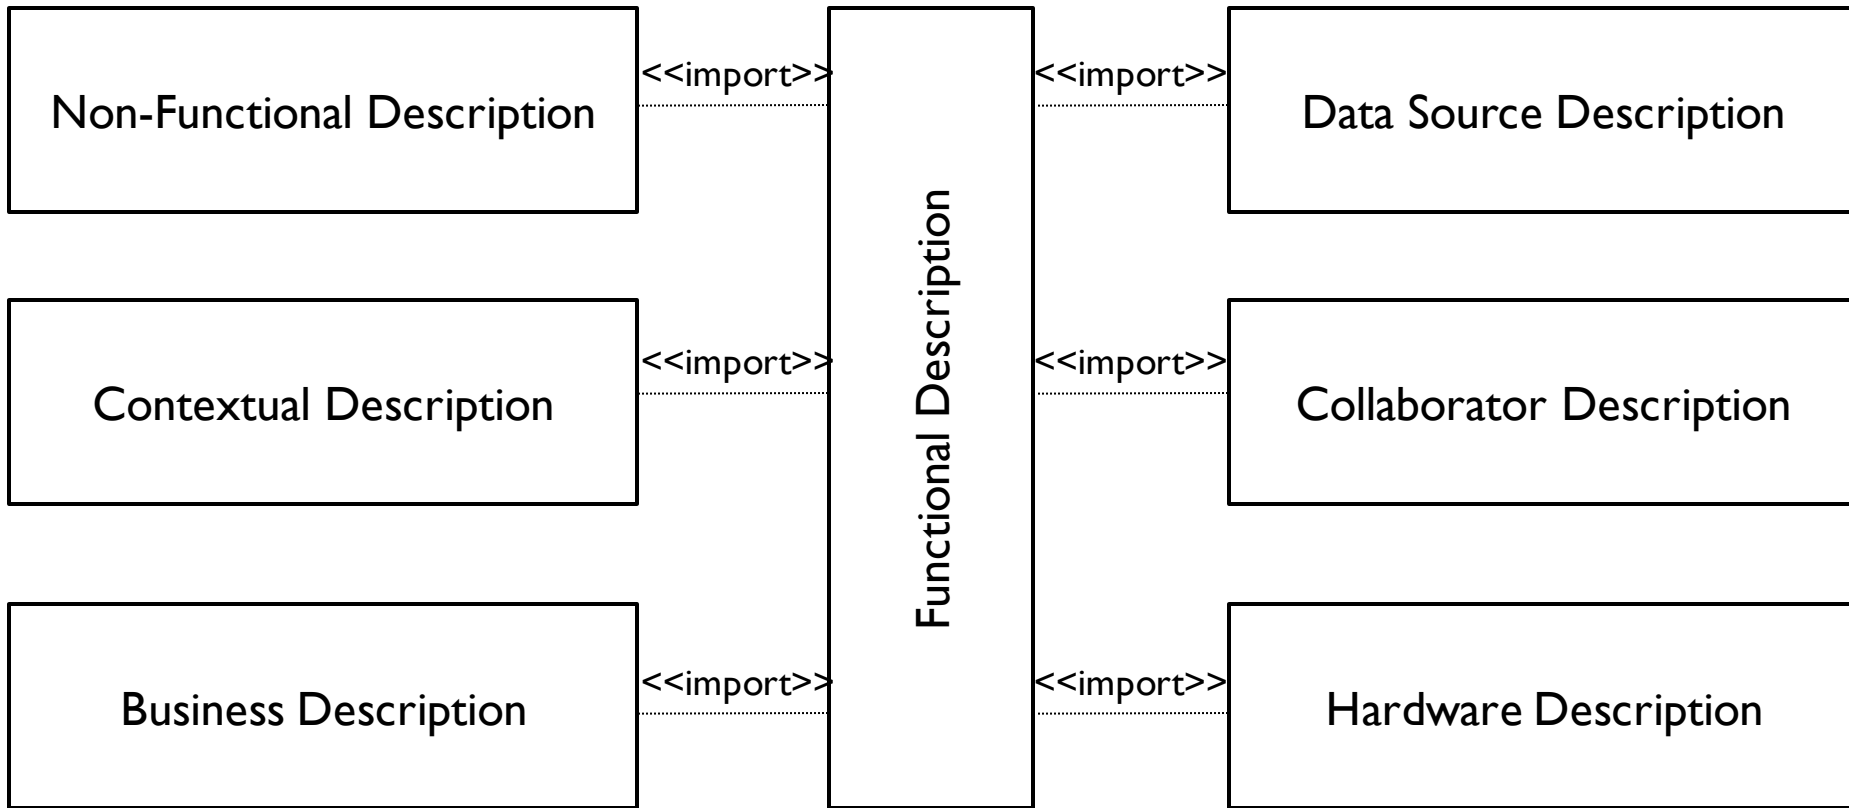 <<import>>
<<import>>
Non-Functional Description
Data Source Description
Functional Description
<<import>>
<<import>>
Contextual Description
Collaborator Description
<<import>>
<<import>>
Business Description
Hardware Description